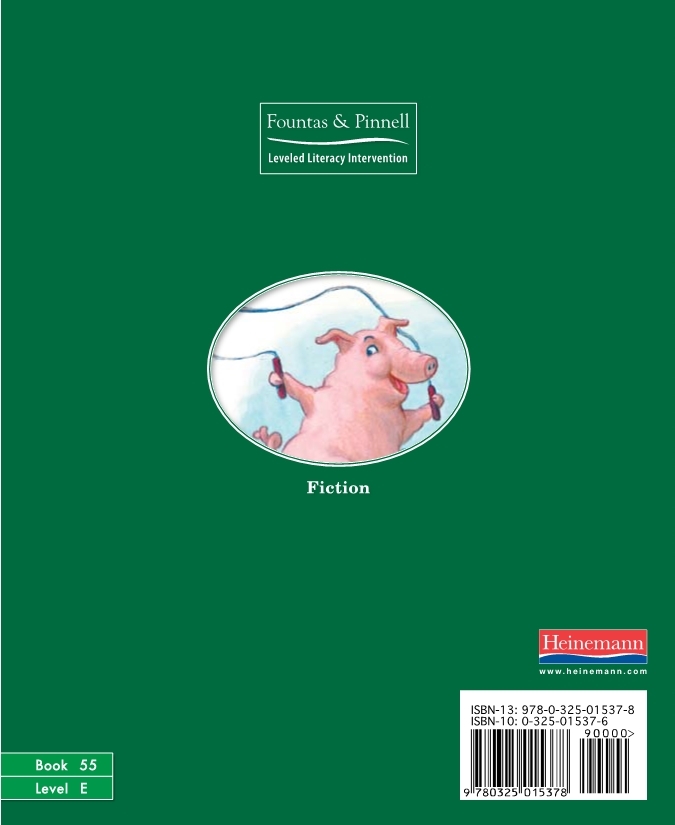 Fountas & Pinnell
Leveled Literacy Intervention
Fiction
Heinemann
www.heinemann.com
ISBN-13: 978-0-325-01537-8
ISBN-10: 0-325-01537-6
90000>
9 780325 015378
Book 55
Level E